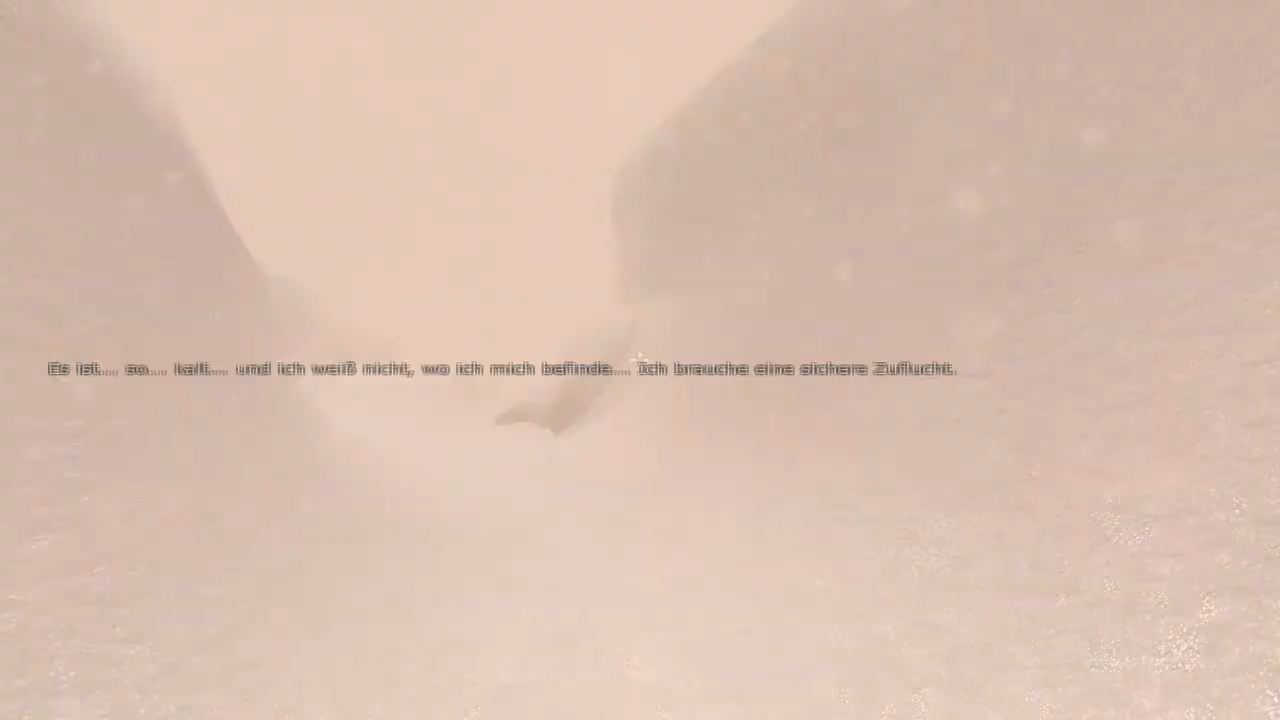 Es ist.... so.... kalt.... und ich weiß nicht, wo ich mich befinde.... Ich brauche eine sichere Zuflucht.